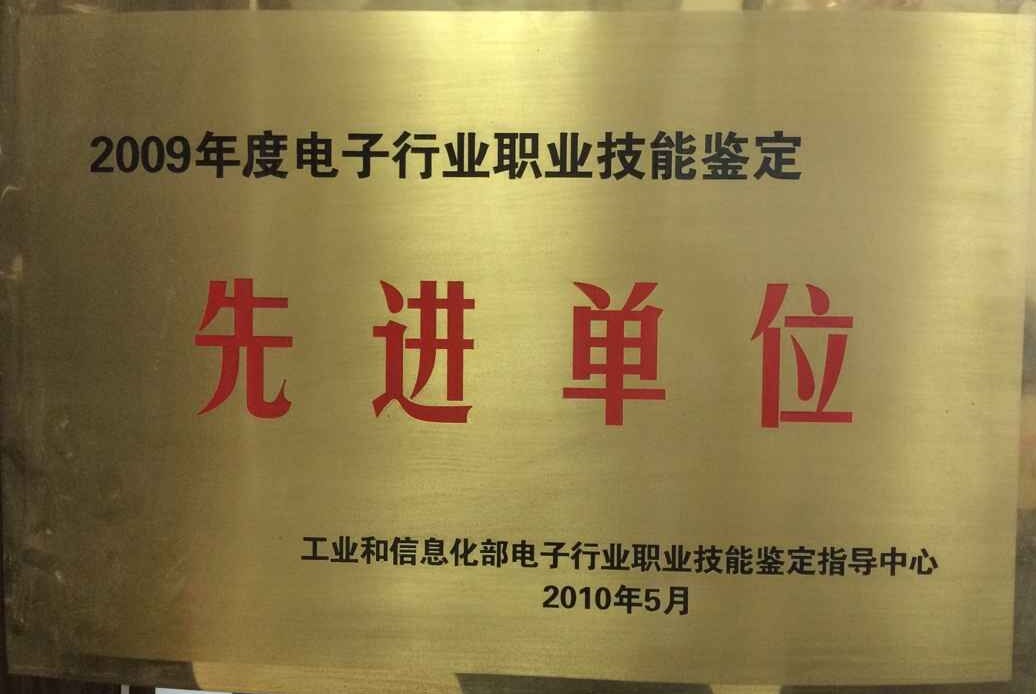 2009年度电子行业职业技能鉴定
先进单位
工业和信息化部电子行业职业技能鉴定指导中心
2010年5月